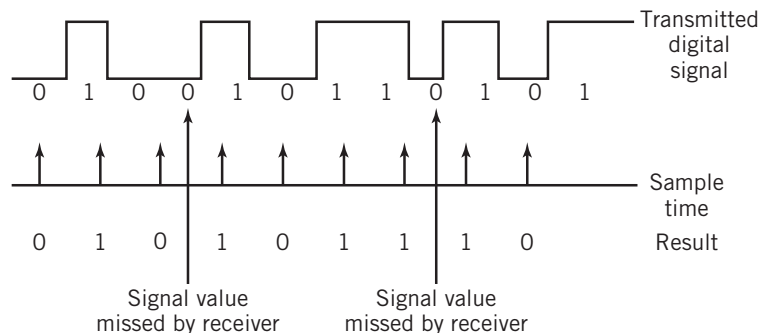 Transmitted
digital
signal
0 1 0 0 1 0 1 1 0 1 0 1
Sample
time
0 1 0 1 0 1 1 1 0 Result
Signal value
missed by receiver
Signal value
missed by receiver